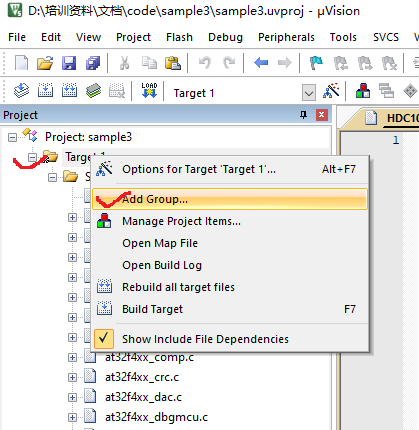 D:\培训资料\文档\code\sample3\sample3.uvproj - µVision
File Edit View Project Flash Debug Peripherals Tools SVCS
LOAD Target 1
Project
HDC10
Project: sample3
1
Target 1
Options for Target 'Target 1'... Alt+F7
S
Add Group...
Manage Project Items...
Open Map File
Open Build Log
Rebuild all target files
Build Target F7
Show Include File Dependencies
at32f4xx_comp.c
at32f4xx_crc.c
at32f4xx_dac.c
at32f4xx_dbgmcu.c